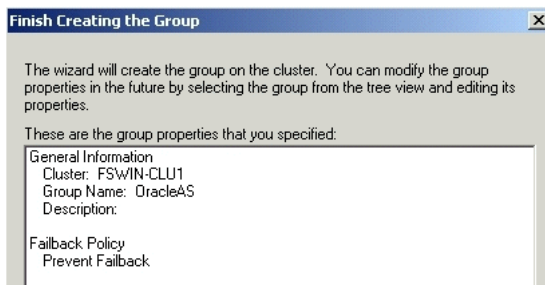 Finish Creating the Group
The wizard will create the group on the cluster. You can modify the group
properties in the future by selecting the group from the tree view and editing its
properties.
These are the group properties that you specified:
General Information
Cluster: FSWIN-CLU1
Group Name: OracleAS
Description:
Failback Policy
Prevent Failback